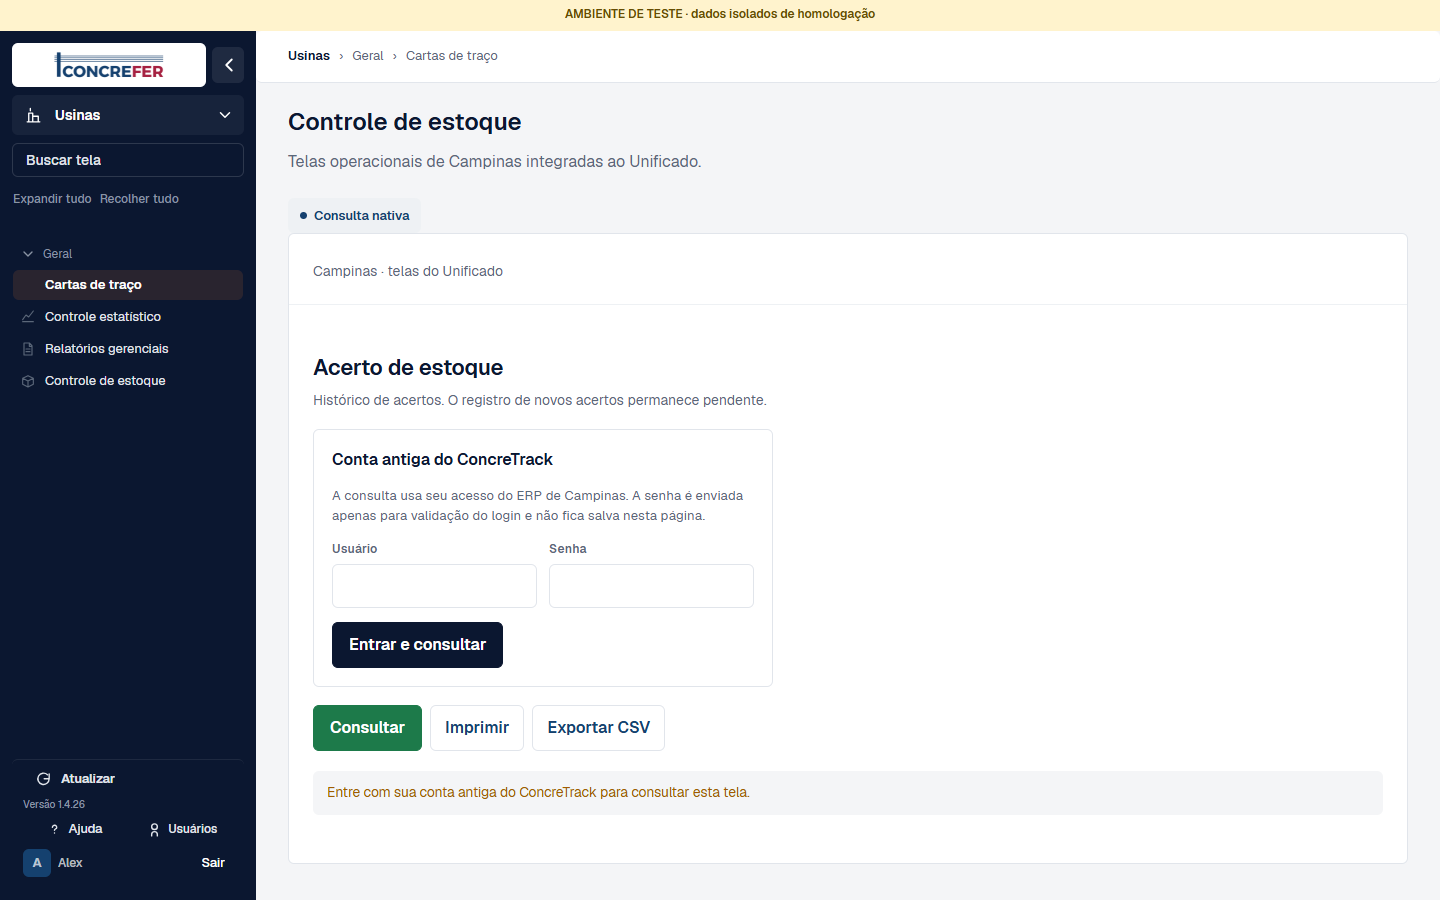 AMBIENTE DE TESTE · dados isolados de homologação
CONCREFER
Usinas
Buscar tela
Expandir tudo Recolher tudo
Geral
Cartas de traço
Controle estatístico
Relatórios gerenciais
Controle de estoque
Atualizar
Versão 1.4.26
? Ajuda Usuários
A Alex Sair
Usinas › Geral › Cartas de traço
Controle de estoque
Telas operacionais de Campinas integradas ao Unificado.
Consulta nativa
Campinas · telas do Unificado
Acerto de estoque
Histórico de acertos. O registro de novos acertos permanece pendente.
Conta antiga do ConcreTrack
A consulta usa seu acesso do ERP de Campinas. A senha é enviada
apenas para validação do login e não fica salva nesta página.
Usuário Senha
Entrar e consultar
Consultar Imprimir Exportar CSV
Entre com sua conta antiga do ConcreTrack para consultar esta tela.